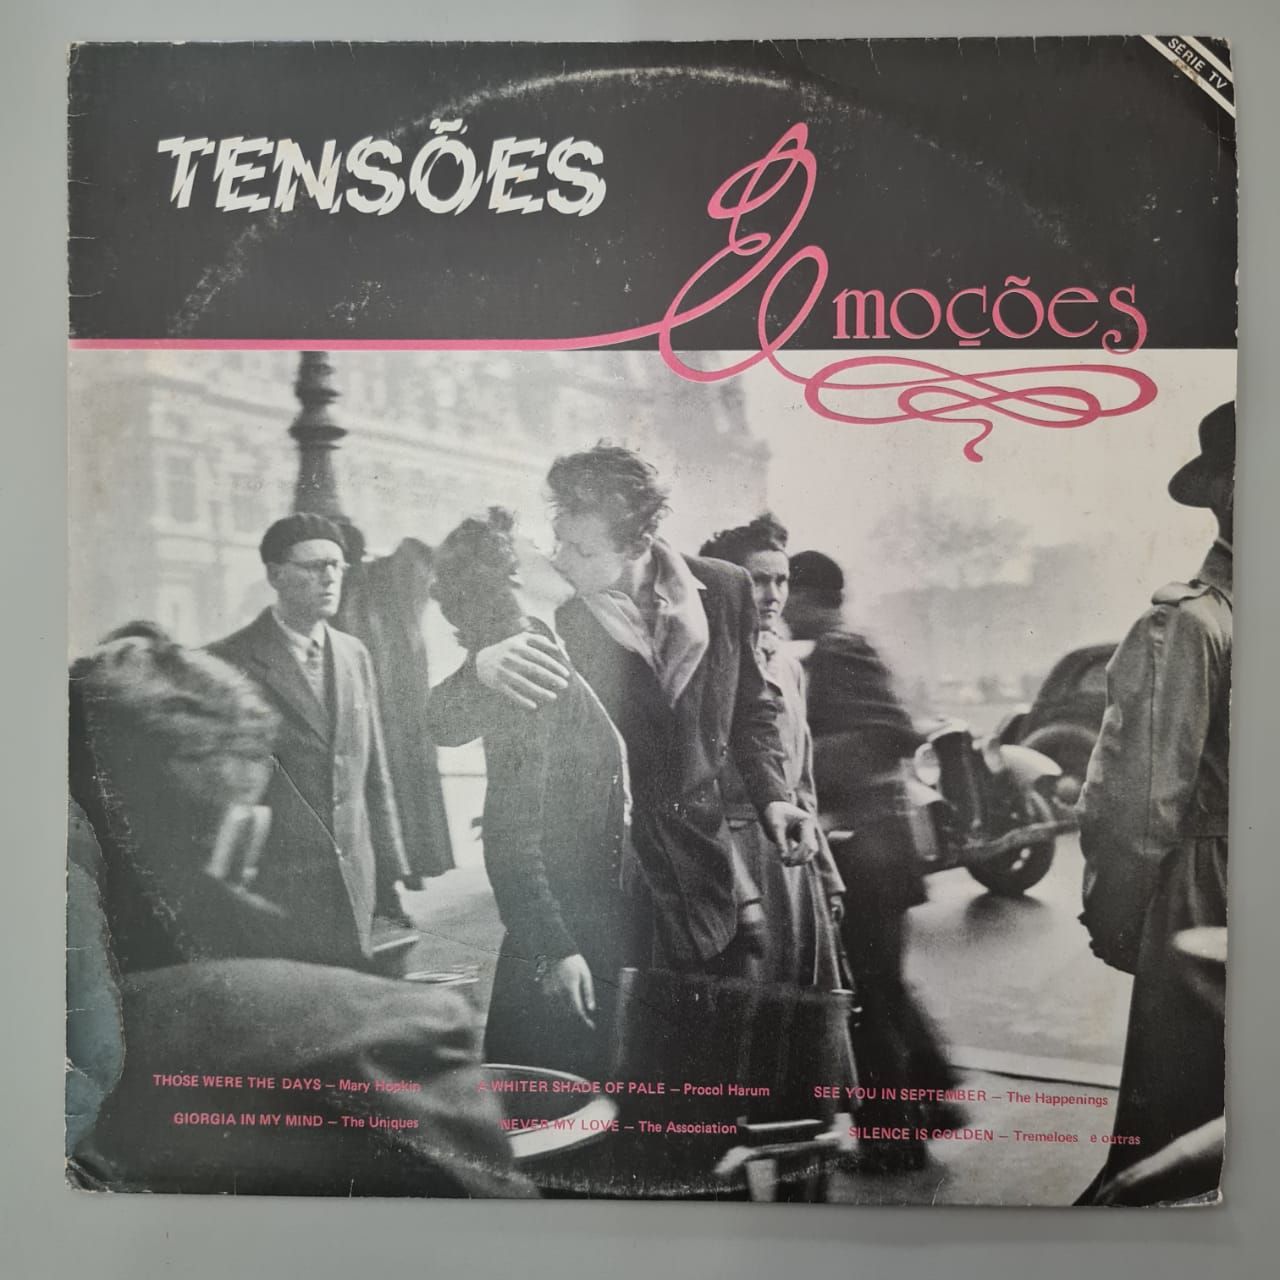 SÉRIE TV
TENSÕES
Emoções
THOSE WERE THE DAYS – Mary Hopkin
A WHITER SHADE OF PALE – Procol Harum
SEE YOU IN SEPTEMBER – The Happenings
GIORGIA IN MY MIND – The Uniques
NEVER MY LOVE – The Association
SILENCE IS GOLDEN – Tremeloes e outras